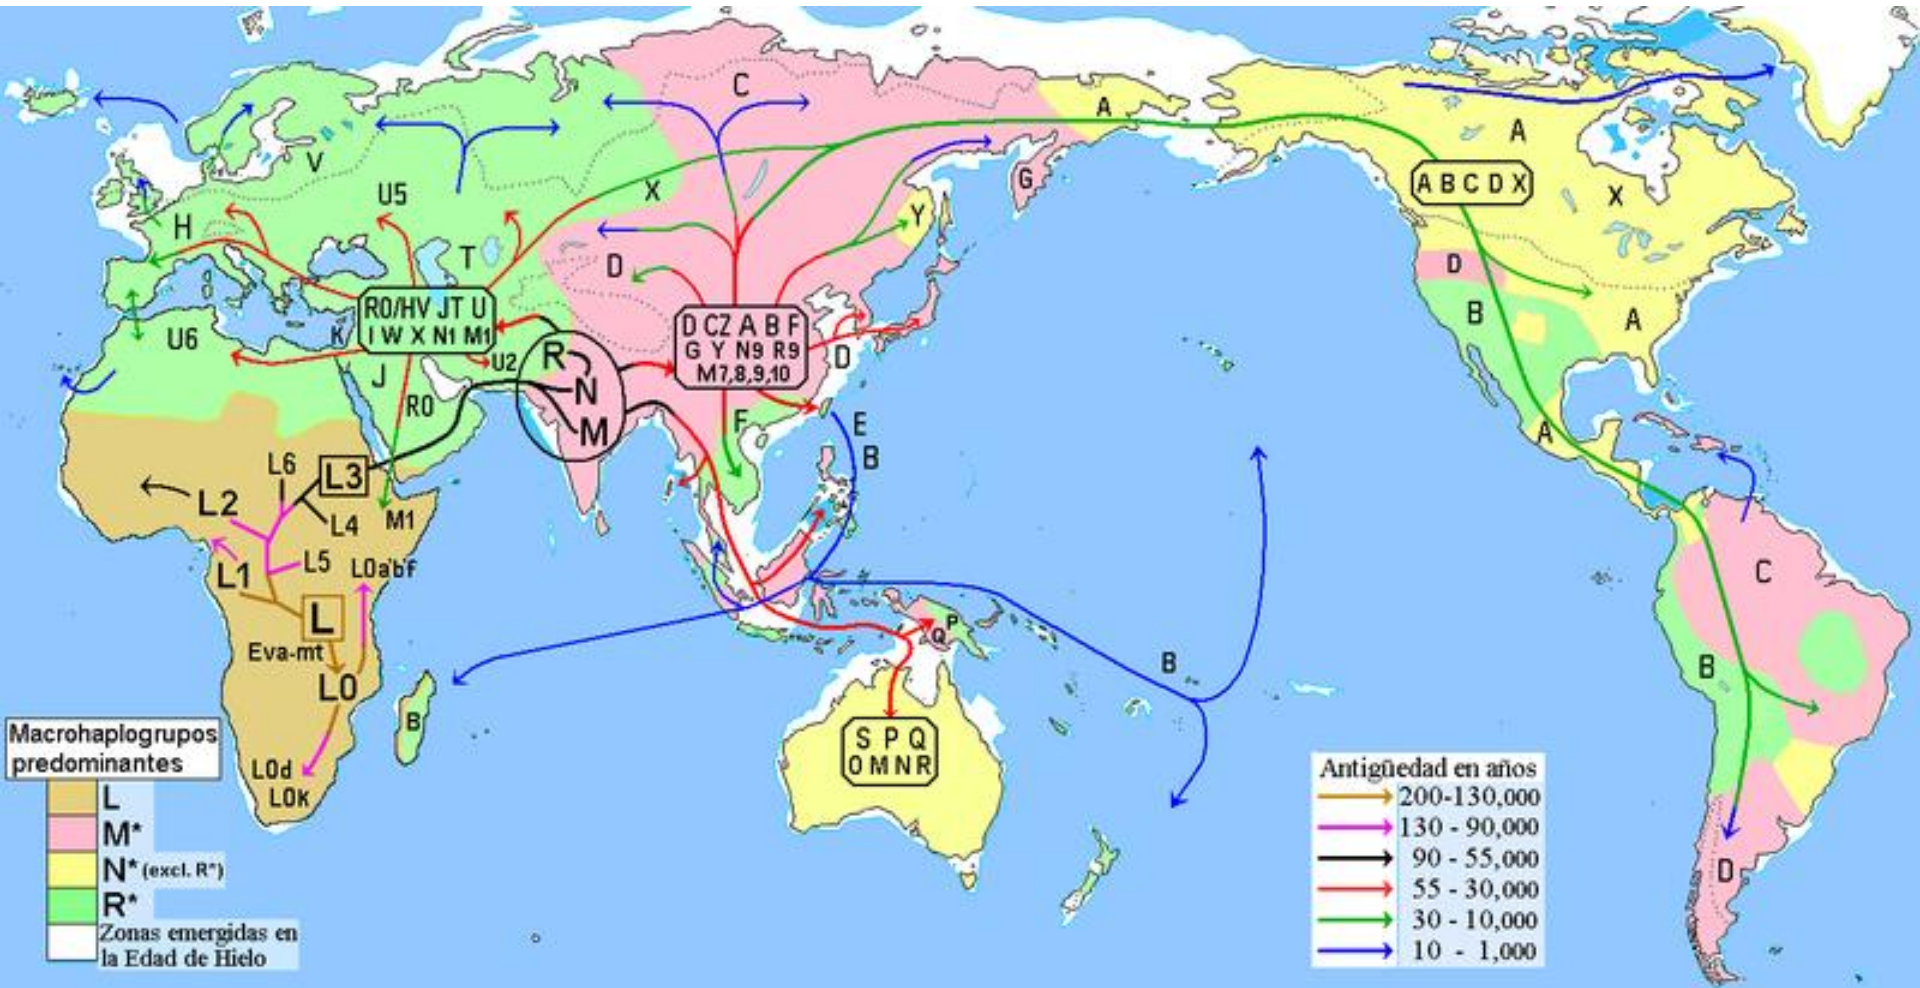 C
A
A
V
U5
X
G
A B C D X
X
H
Y
T
D
D
R0/HV JT U
I W X N1 M1
D CZ A B F
G Y N9 R9
M7,8,9,10
B
A
K
U6
U2
R
N
M
D
J
R0
F
E
B
A
L3
L6
L2
L4
M1
L5
L0a'b'f
L1
C
L
Eva-mt
P
Q
L0
B
B
B
S P Q
O M N R
L0d
L0k
D
Macrohaplogrupos
predominantes
L
M*
N* (excl. R*)
R*
Zonas emergidas en
la Edad de Hielo
Antigüedad en años
200-130,000
130 - 90,000
90 - 55,000
55 - 30,000
30 - 10,000
10 - 1,000